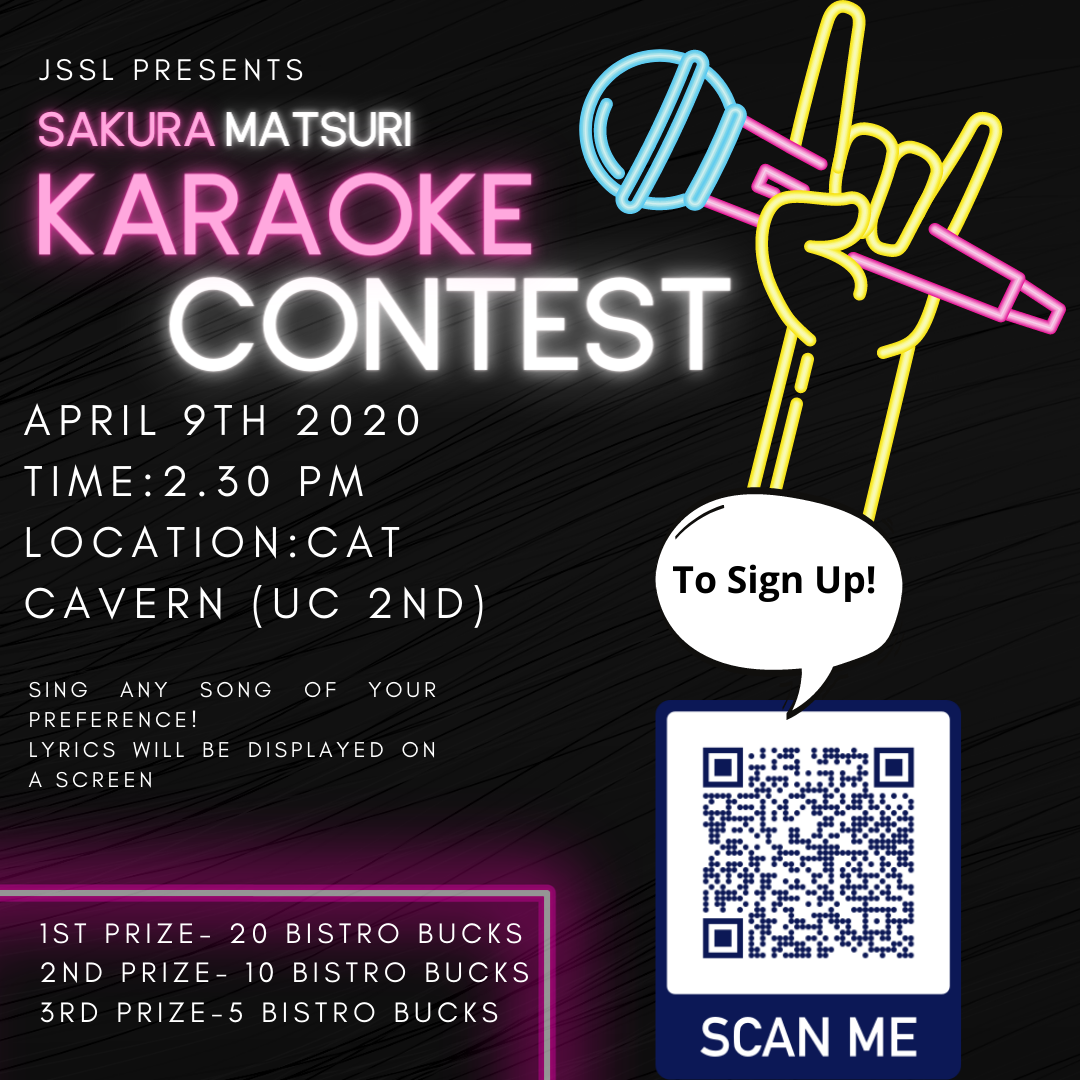 JSSL PRESENTS
SAKURA MATSURI
KARAOKE
CONTEST
APRIL 9TH 2020
TIME:2.30 PM
LOCATION:CAT
CAVERN (UC 2ND)
To Sign Up!
SING ANY SONG OF YOUR
PREFERENCE!
LYRICS WILL BE DISPLAYED ON
A SCREEN
1ST PRIZE- 20 BISTRO BUCKS
2ND PRIZE- 10 BISTRO BUCKS
3RD PRIZE-5 BISTRO BUCKS
SCAN ME